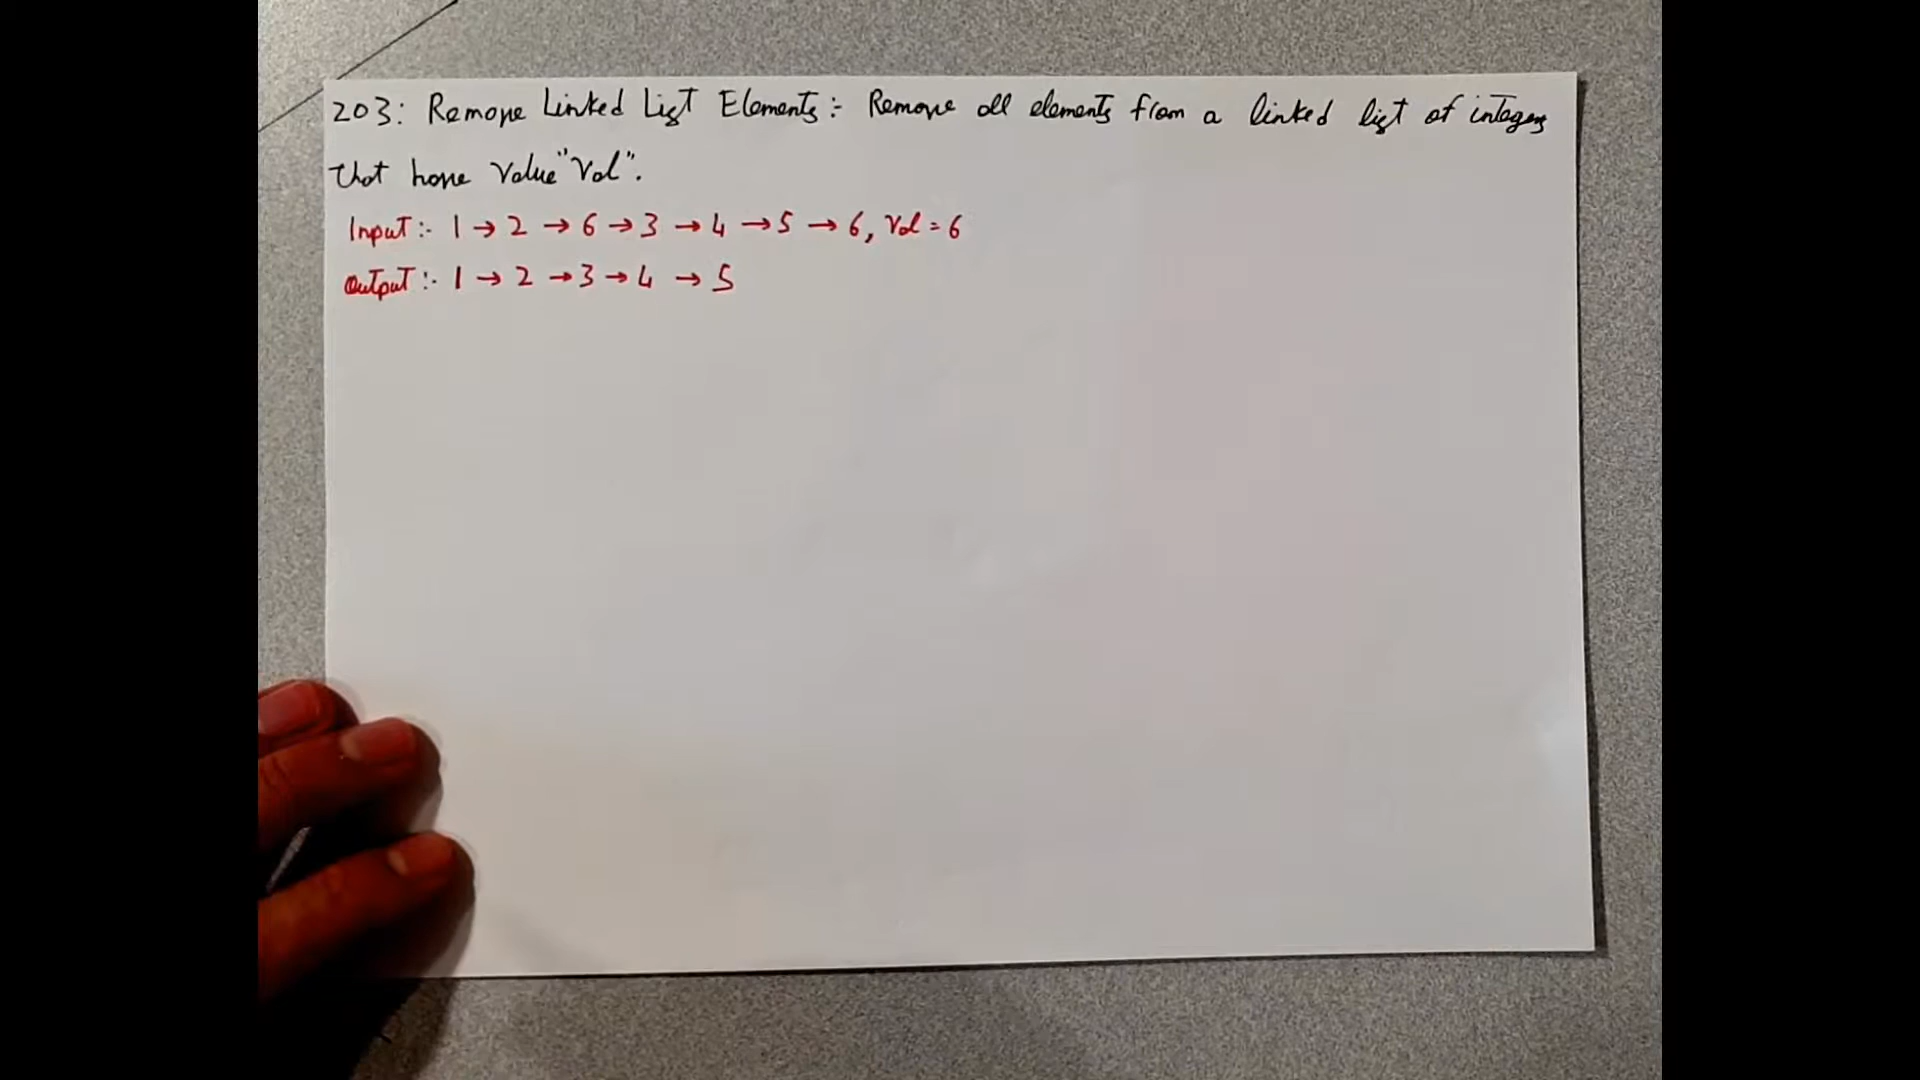 203: Remove Linked List Elements:- Remove all elements from a linked list of integers
that have value "Val".
Input:- 1 → 2 → 6 → 3 → 4 → 5 → 6, Val = 6
Output:- 1 → 2 → 3 → 4 → 5